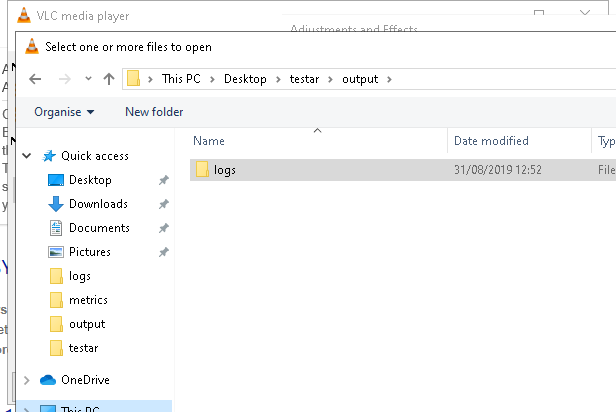 VLC media player
Adjustments and Effects
Select one or more files to open
This PC > Desktop > testar > output >
Organise New folder
Name Date modified Typ
Quick access
logs 31/08/2019 12:52 File
Desktop
Downloads
Documents
Pictures
logs
metrics
output
testar
OneDrive
This PC